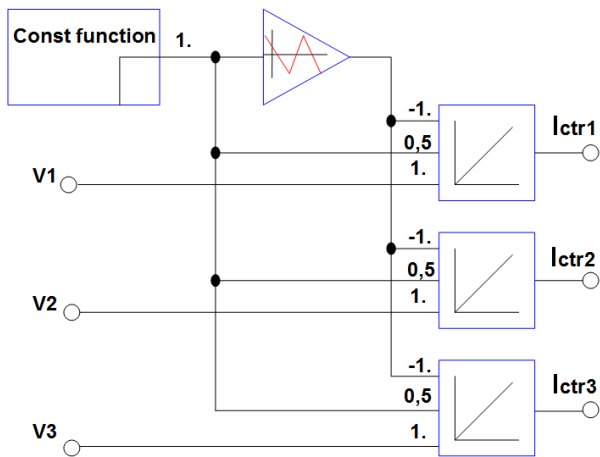 Const function
1.
-1.
Ictr1
0,5
V1
1.
-1.
Ictr2
0,5
V2
1.
-1.
Ictr3
0,5
V3
1.